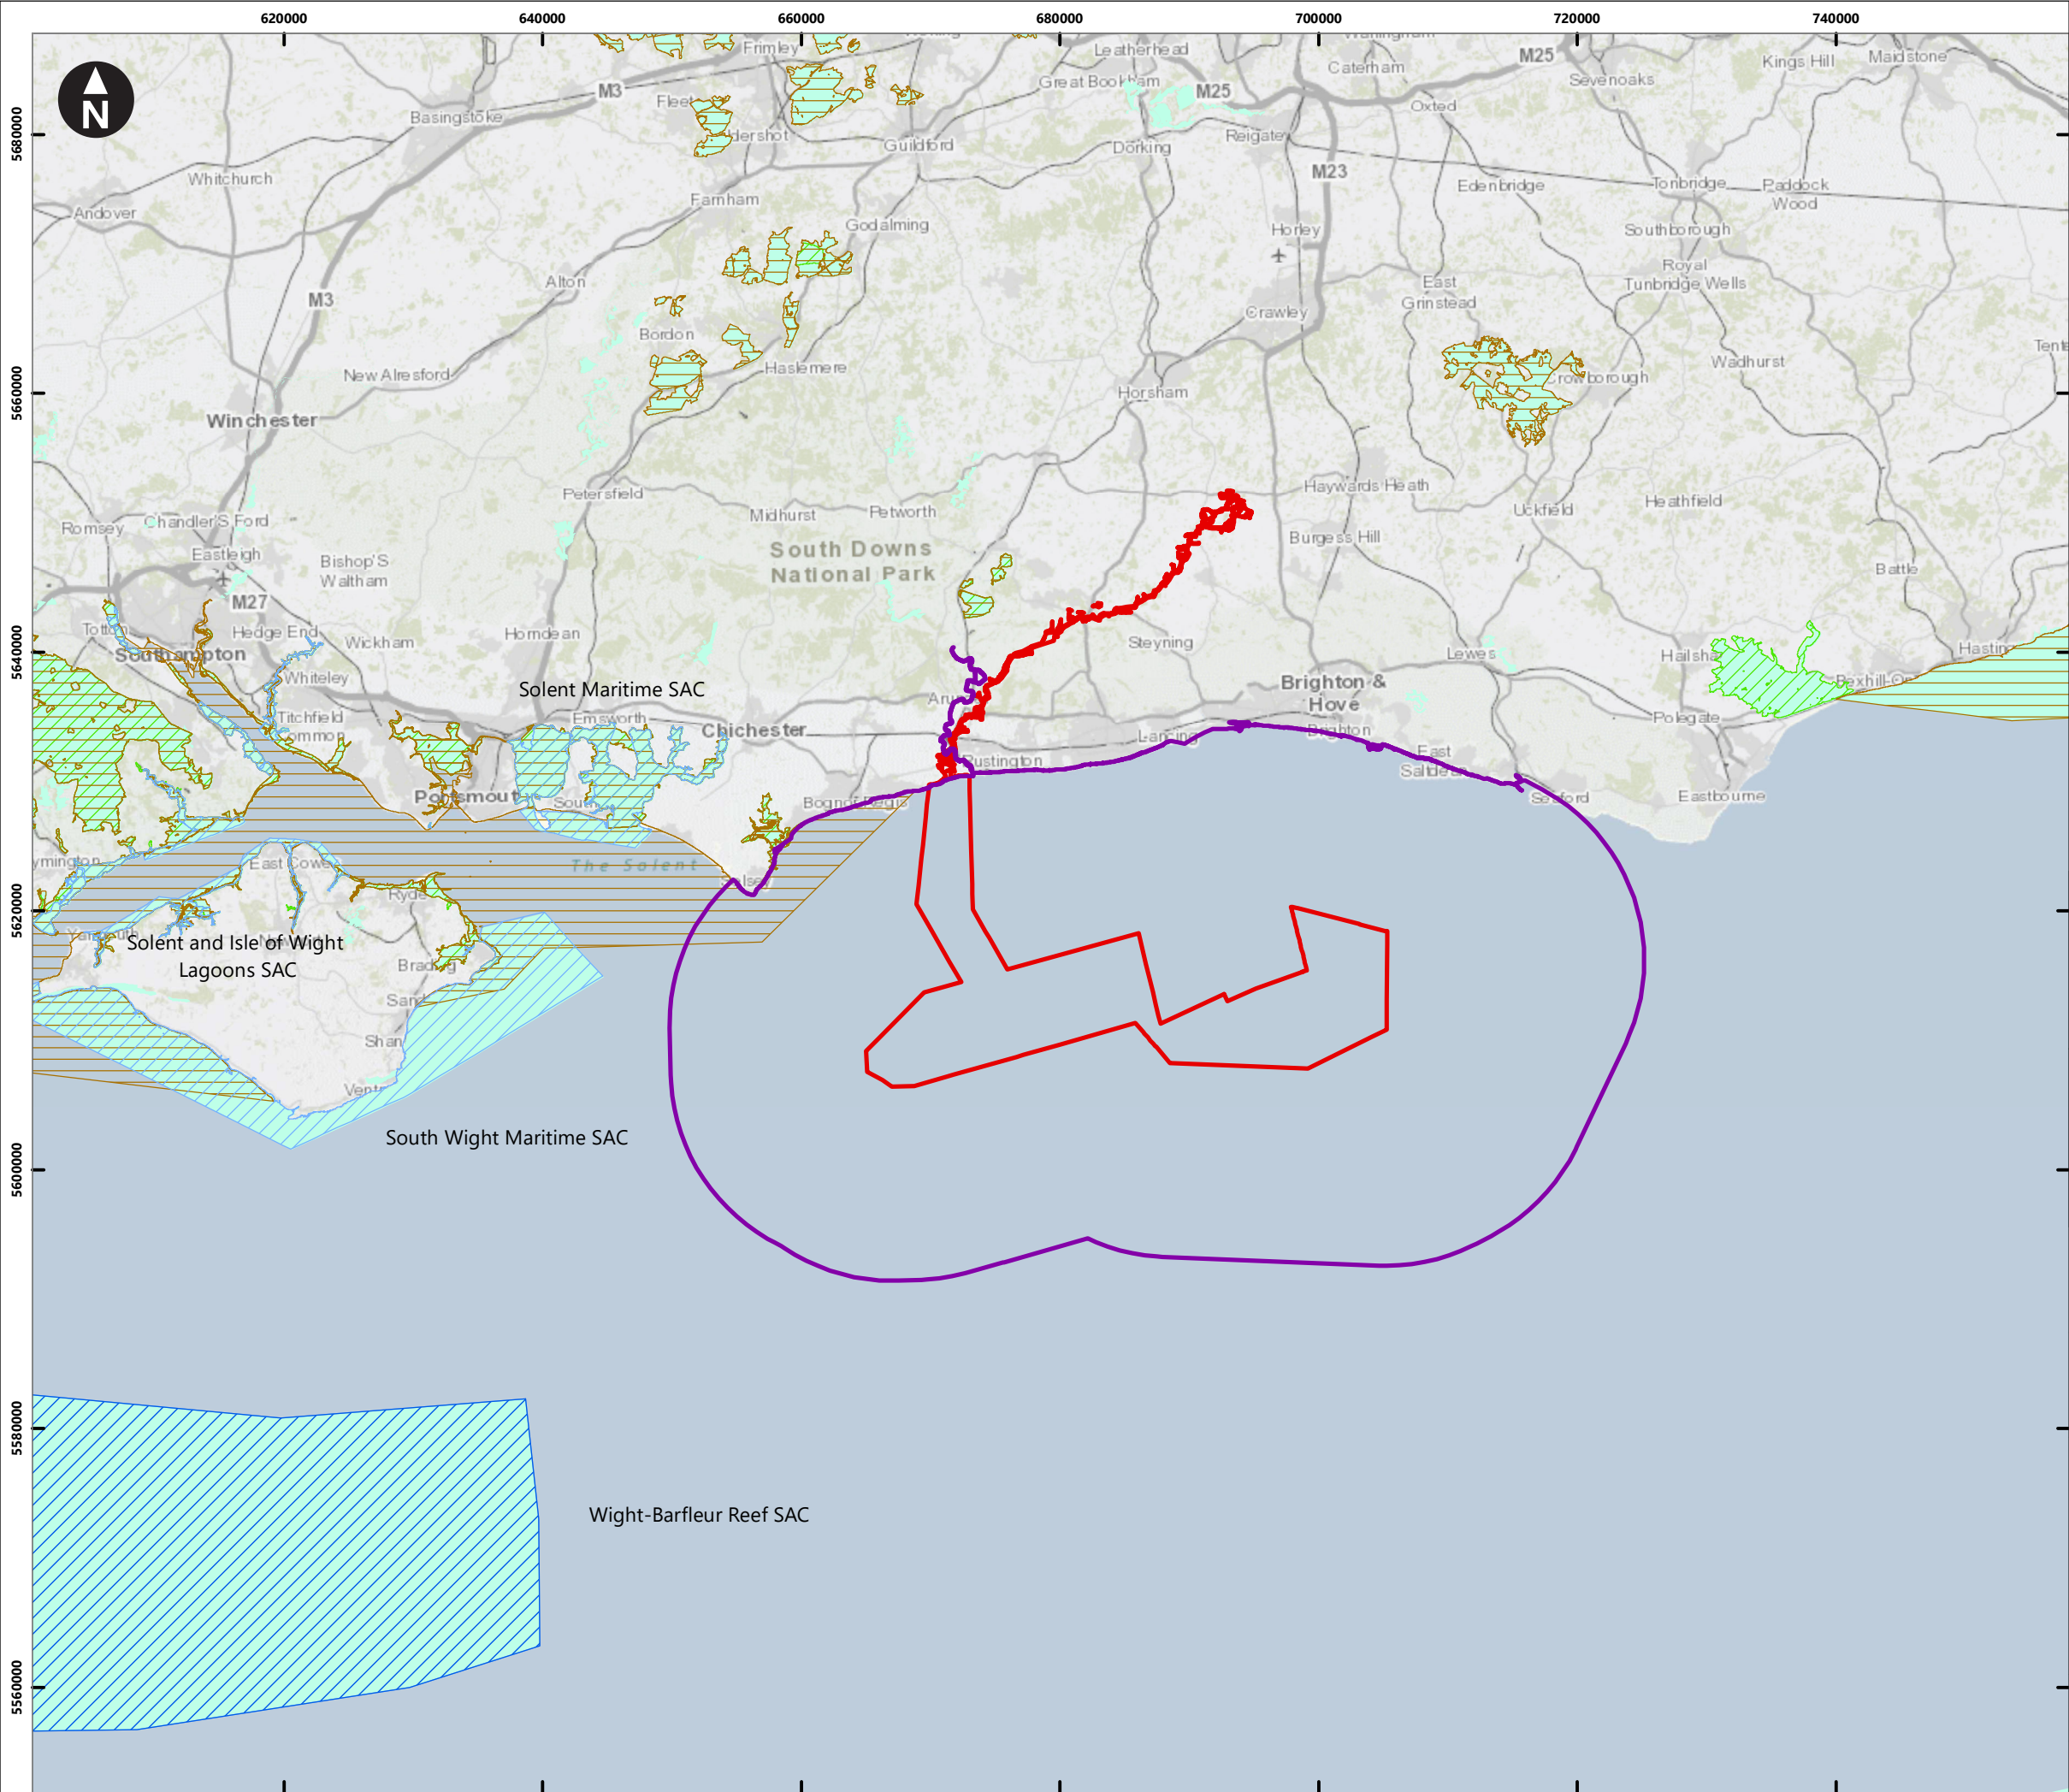 620000 640000 660000 680000 700000 720000 740000
N
Frimley
Leatherhead
M25
Kings Hill
Maidstone
Caterham
Sevenoaks
Great Bookham
M25
M3
Fleet
Oxted
Basingstoke
5680000
Reigate
Guildford
Dorking
M23
Whitchurch
Edenbridge
Tonbridge
Paddock
Wood
Farnham
Andover
Godalming
Horley
Southborough
Royal
Tunbridge Wells
Alton
East
Grinstead
M3
Crawley
Bordon
Wadhurst
Haslemere
New Alresford
Crowborough
5660000
Horsham
Winchester
Haywards Heath
Petersfield
Heathfield
Uckfield
Midhurst
Petworth
Romsey
Chandler'S Ford
Burgess Hill
Eastleigh
South Downs
National Park
Bishop'S
Waltham
Battle
M27
Hedge End
Horndean
Wickham
Steyning
5640000
Southampton
Lewes
Whiteley
Brighton &
Hove
Solent Maritime SAC
Titchfield
Emsworth
Polegate
Chichester
Brighton
Lancing
East
Rustington
Eastbourne
Bognor Regis
East Cowes
The Solent
Selsey
Ryde
5620000
Yarmouth
Solent and Isle of Wight
Lagoons SAC
Brading
South Wight Maritime SAC
5600000
5580000
Wight-Barfleur Reef SAC
5560000